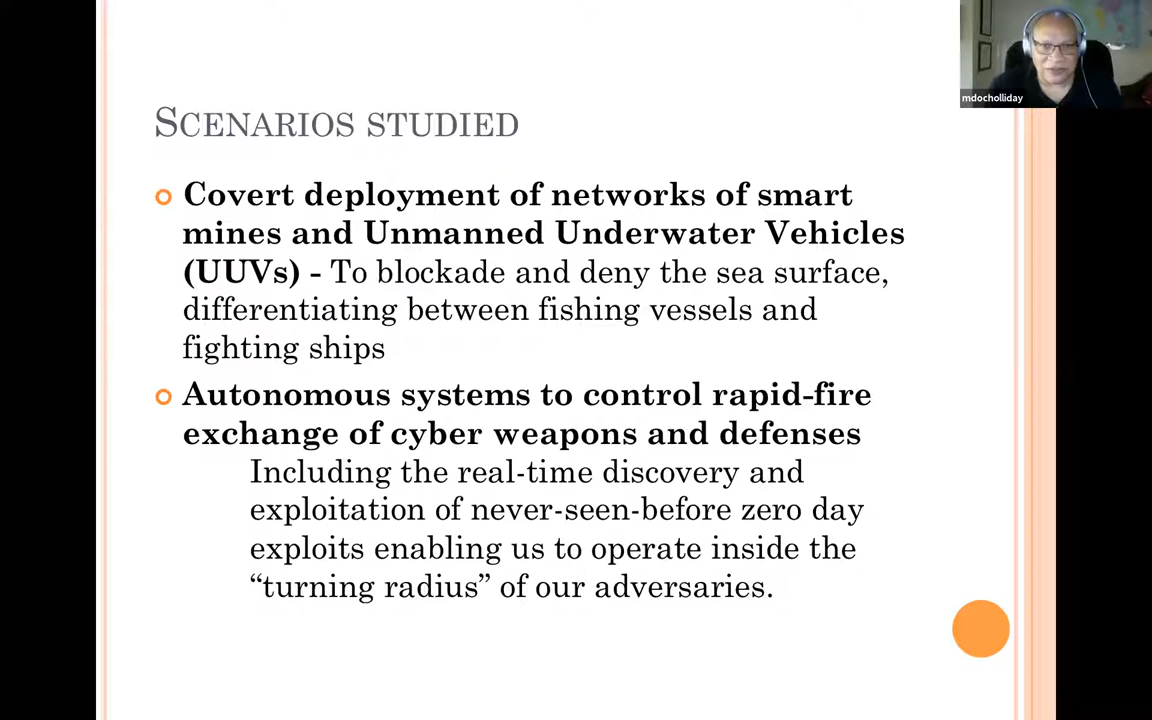 mdocholliday
SCENARIOS STUDIED
Covert deployment of networks of smart
mines and Unmanned Underwater Vehicles
(UUVs) - To blockade and deny the sea surface,
differentiating between fishing vessels and
fighting ships
Autonomous systems to control rapid-fire
exchange of cyber weapons and defenses
Including the real-time discovery and
exploitation of never-seen-before zero day
exploits enabling us to operate inside the
“turning radius” of our adversaries.